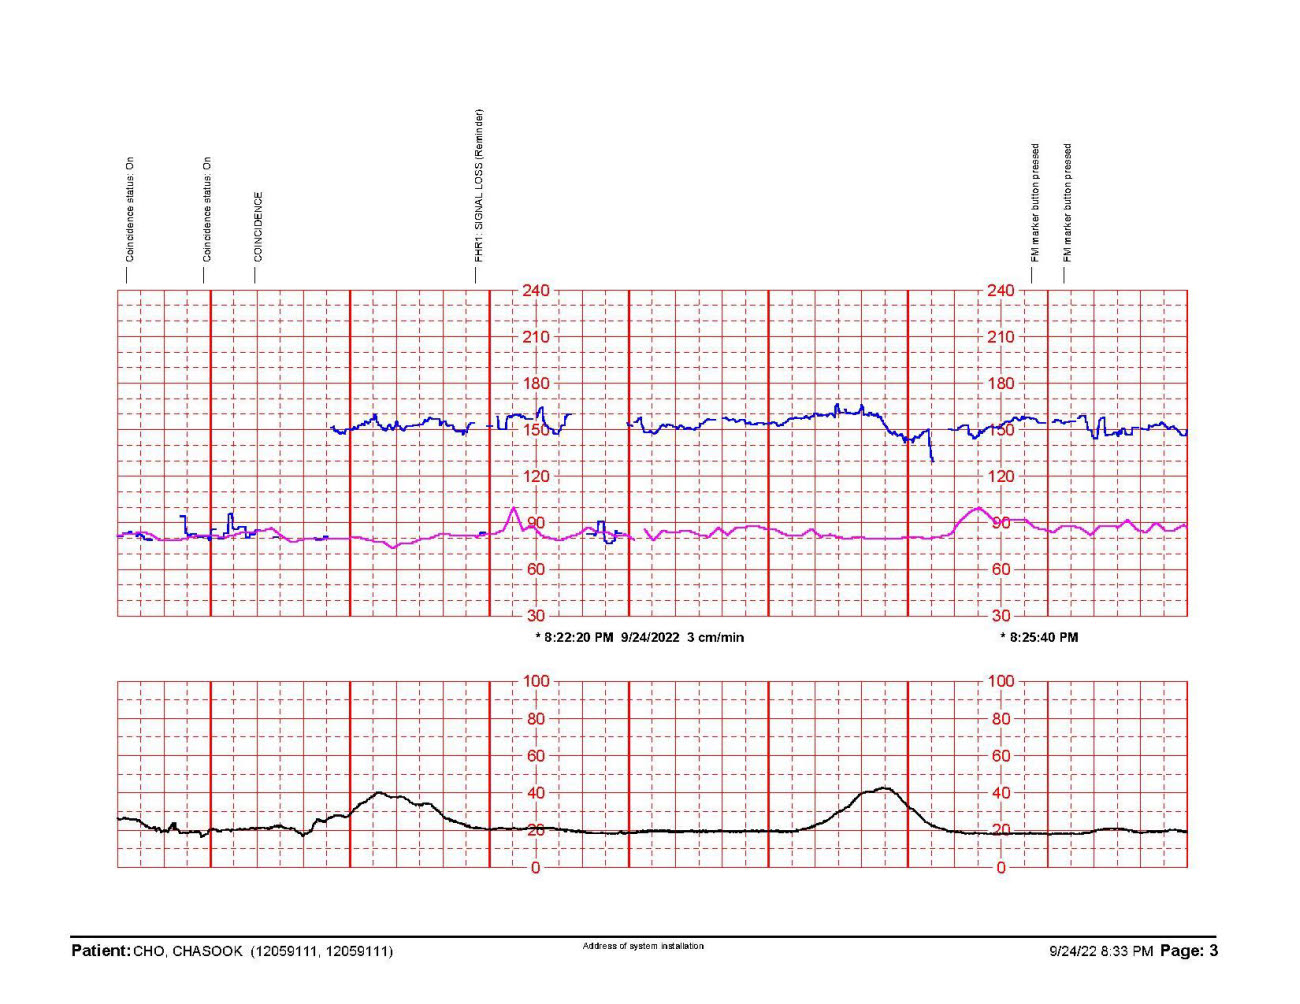 Coincidence status: On
Coincidence status: On
COINCIDENCE
FHR1: SIGNAL LOSS (Reminder)
FM marker button pressed
FM marker button pressed
240 240
210 210
180 180
150 150
120 120
90 90
60 60
30 30
* 8:22:20 PM 9/24/2022 3 cm/min * 8:25:40 PM
100 100
80 80
60 60
40 40
20 20
0 0
Patient: CHO, CHASOOK (12059111, 12059111) Address of system installation 9/24/22 8:33 PM Page: 3